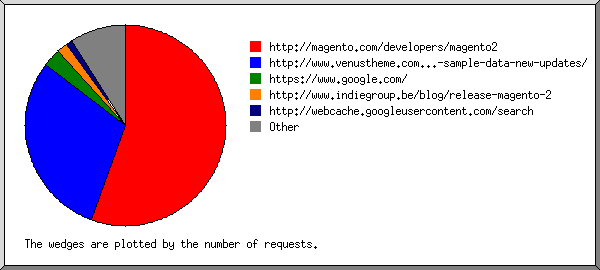 http://magento.com/developers/magento2
http://www.venustheme.com...-sample-data-new-updates/
https://www.google.com/
http://www.indiegroup.be/blog/release-magento-2
http://webcache.googleusercontent.com/search
Other
The wedges are plotted by the number of requests.